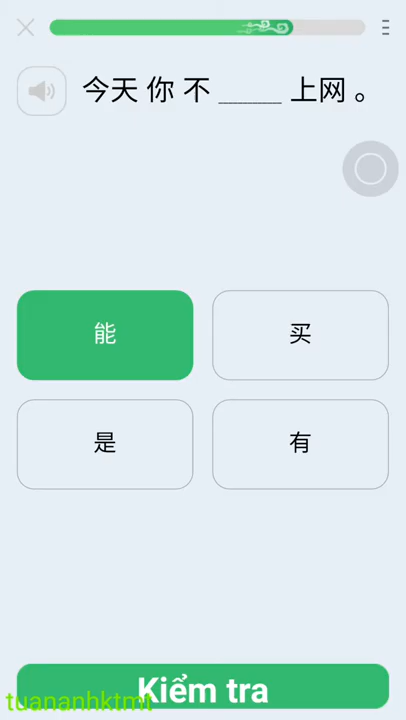 今天 你 不 _____ 上网 。
能
买
是
有
Kiểm tra
tuananhktmt